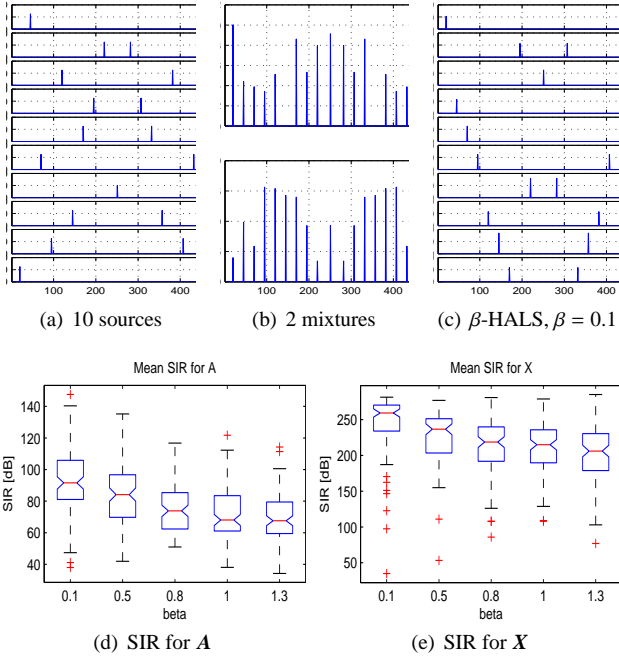 100 200 300 400
0 100 200 300 400
100 200 300 400
(a) 10 sources
(b) 2 mixtures
(c) β-HALS, β = 0.1
Mean SIR for A
140
120
100
80
60
40
SIR [dB]
0.1 0.5 0.8 1 1.3
beta
(d) SIR for A
Mean SIR for X
250
200
150
100
50
SIR [dB]
0.1 0.5 0.8 1 1.3
beta
(e) SIR for X